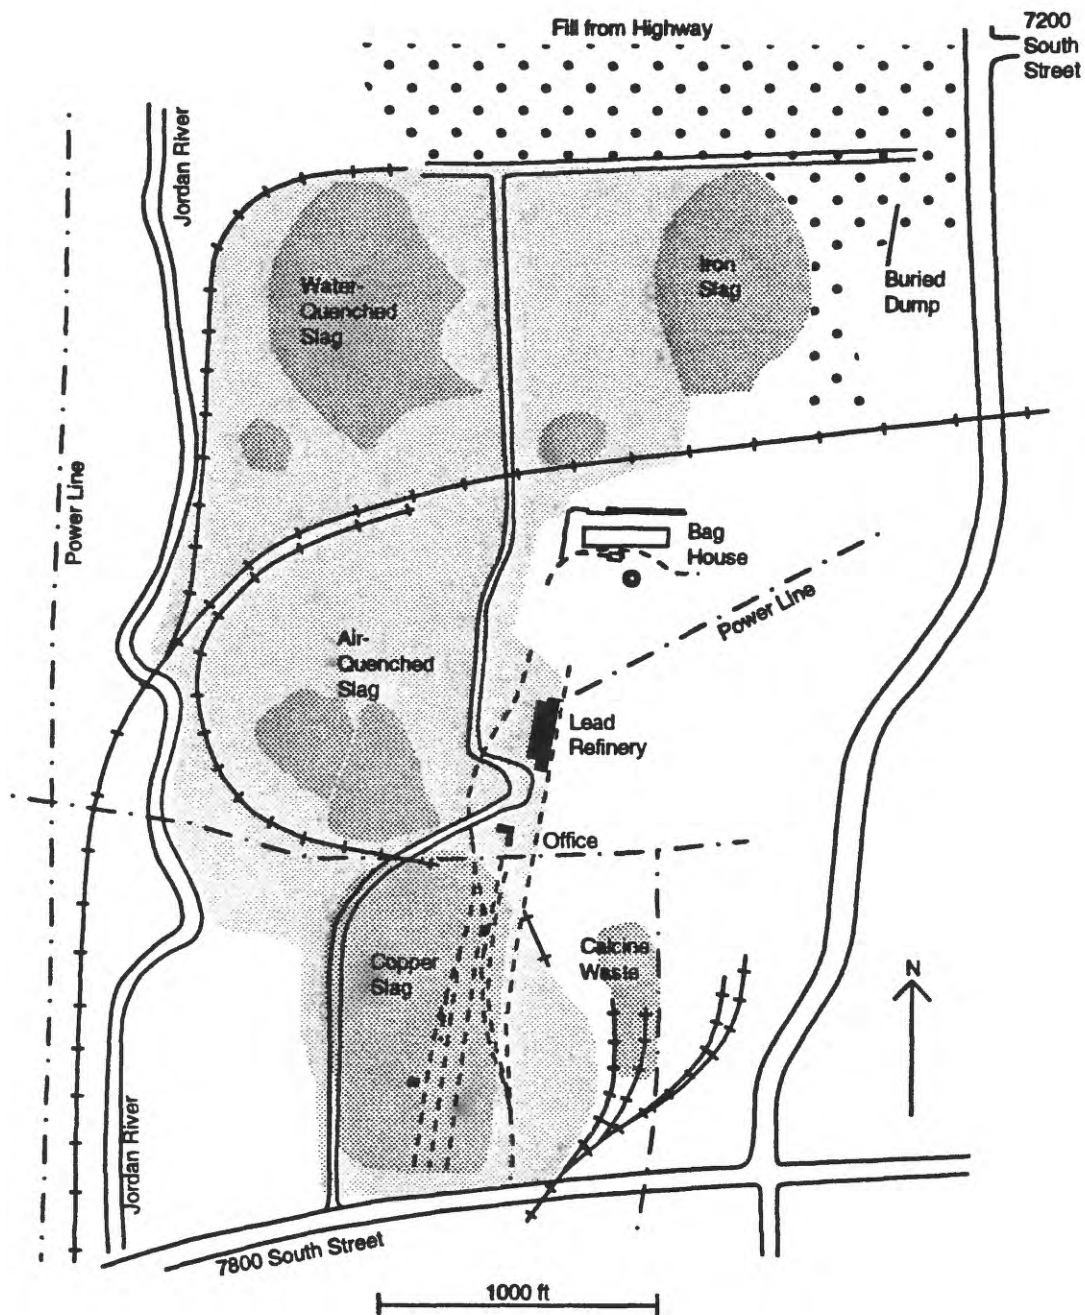 Fill from Highway
7200
South
Street
Jordan River
Water-
Quenched
Slag
Iron
Slag
Buried
Dump
Power Line
Bag
House
Power Line
Air-
Quenched
Slag
Lead
Refinery
Office
Copper
Slag
Calcine
Waste
N
Jordan River
7800 South Street
1000 ft